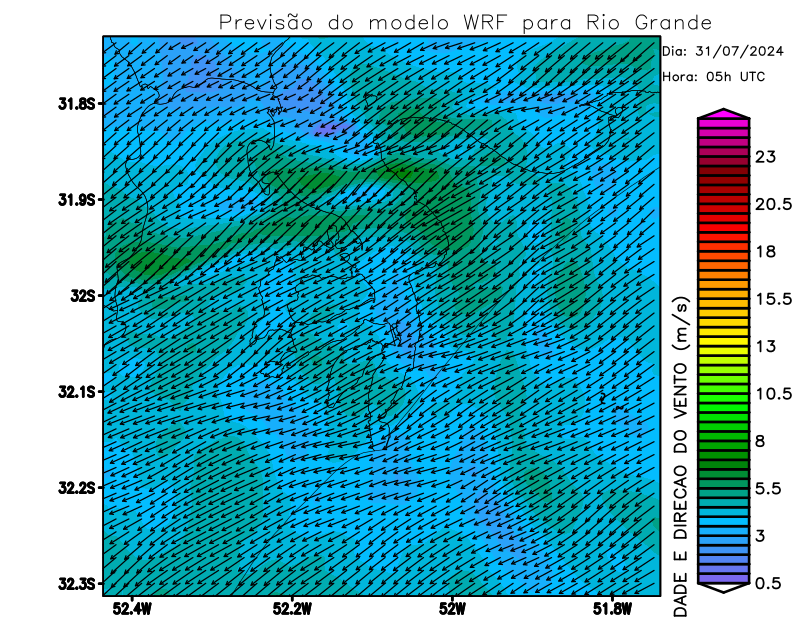 Previsão do modelo WRF para Rio Grande
Dia: 31/07/2024
Hora: 05h UTC
31.8S
31.9S
32S
32.1S
32.2S
32.3S
52.4W
52.2W
52W
51.8W
23
20.5
18
15.5
13
10.5
8
5.5
3
0.5
DADE E DIRECAO DO VENTO (m/s)